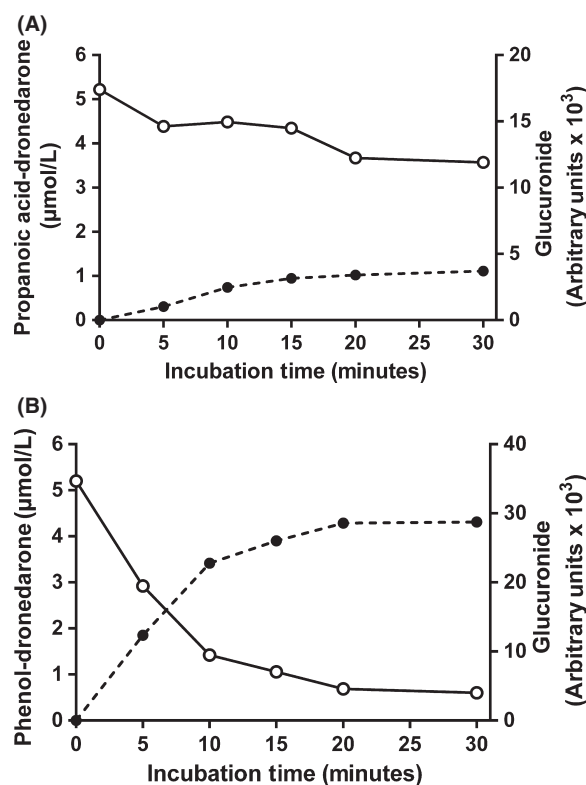 (A)
Propanoic acid-dronedarone
(µmol/L)
6
5
4
3
2
1
0
20
15
10
5
0
Glucuronide
(Arbitrary units x 10³)
0 5 10 15 20 25 30
Incubation time (minutes)
(B)
Phenol-dronedarone (µmol/L)
6
5
4
3
2
1
0
40
30
20
10
0
Glucuronide
(Arbitrary units x 10³)
0 5 10 15 20 25 30
Incubation time (minutes)